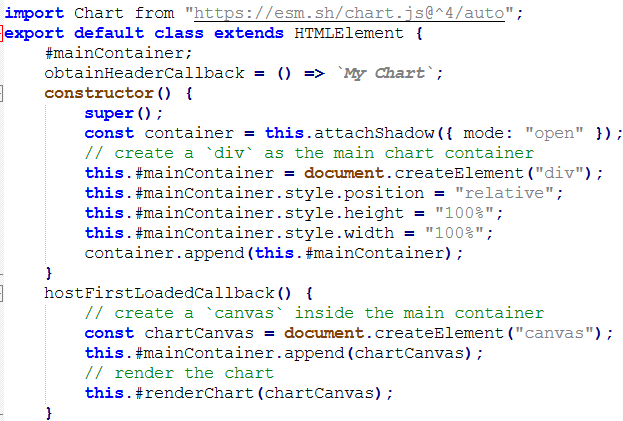 import Chart from "https://esm.sh/chart.js@^4/auto";
export default class extends HTMLElement {
    #mainContainer;
    obtainHeaderCallback = () => `My Chart`;
    constructor() {
        super();
        const container = this.attachShadow({ mode: "open" });
        // create a `div` as the main chart container
        this.#mainContainer = document.createElement("div");
        this.#mainContainer.style.position = "relative";
        this.#mainContainer.style.height = "100%";
        this.#mainContainer.style.width = "100%";
        container.append(this.#mainContainer);
    }
    hostFirstLoadedCallback() {
        // create a `canvas` inside the main container
        const chartCanvas = document.createElement("canvas");
        this.#mainContainer.append(chartCanvas);
        // render the chart
        this.#renderChart(chartCanvas);
    }